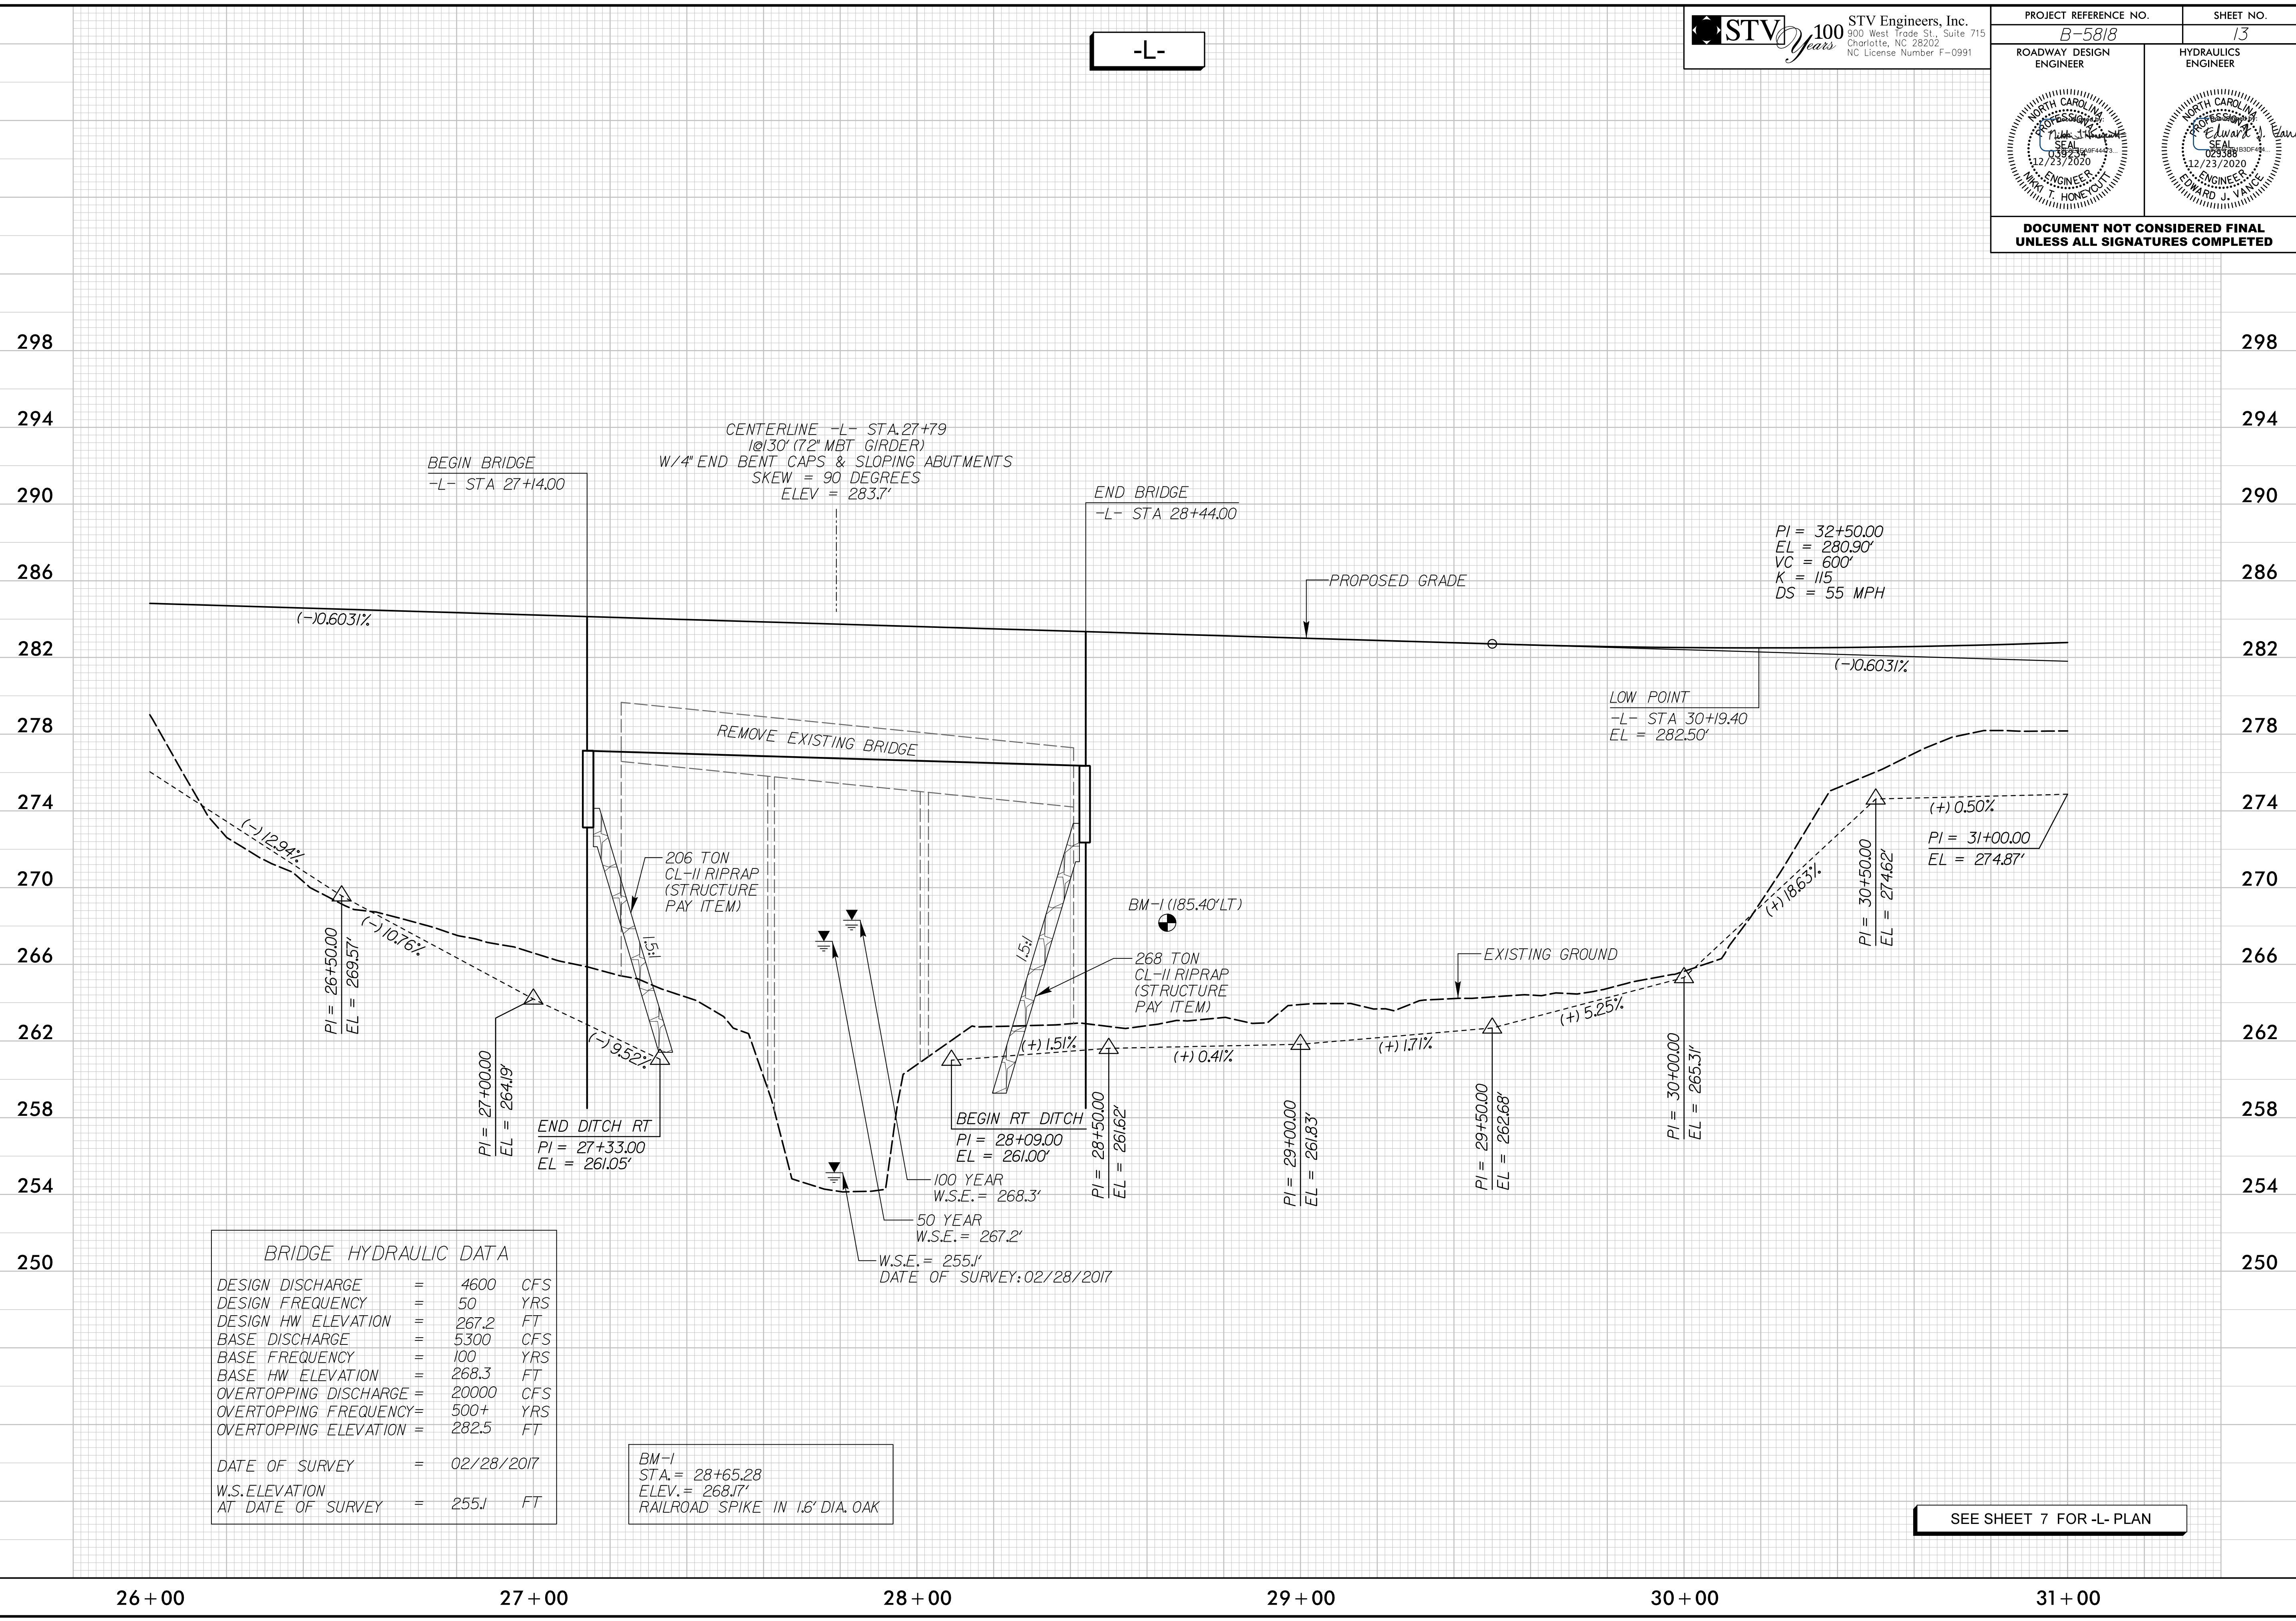 -L-
STV 100 Years
STV Engineers, Inc.
900 West Trade St., Suite 715
Charlotte, NC 28202
NC License Number F-0991
PROJECT REFERENCE NO.
SHEET NO.
B-5818
13
ROADWAY DESIGN
ENGINEER
HYDRAULICS
ENGINEER
NORTH CAROLINA
PROFESSIONAL
SEAL
039234
12/23/2020
ENGINEER
NIKKI T. HONEYCUTT
NORTH CAROLINA
PROFESSIONAL
SEAL
029388
12/23/2020
ENGINEER
EDWARD J. VANCE
DOCUMENT NOT CONSIDERED FINAL
UNLESS ALL SIGNATURES COMPLETED
298
298
294
294
290
290
286
286
282
282
278
278
274
274
270
270
266
266
262
262
258
258
254
254
250
250
CENTERLINE -L- STA.27+79
1@130' (72" MBT GIRDER)
W/4" END BENT CAPS & SLOPING ABUTMENTS
SKEW = 90 DEGREES
ELEV = 283.7'
BEGIN BRIDGE
-L- STA 27+14.00
END BRIDGE
-L- STA 28+44.00
PI = 32+50.00
EL = 280.90'
VC = 600'
K = 115
DS = 55 MPH
PROPOSED GRADE
(-)0.6031%
(-)0.6031%
LOW POINT
-L- STA 30+19.40
EL = 282.50'
REMOVE EXISTING BRIDGE
(-)12.94%
(-)10.76%
(-)9.52%
206 TON
CL-II RIPRAP
(STRUCTURE
PAY ITEM)
1.5:1
1.5:1
BM-1 (185.40' LT)
268 TON
CL-II RIPRAP
(STRUCTURE
PAY ITEM)
EXISTING GROUND
(+)1.51%
(+)0.41%
(+)1.71%
(+)5.25%
(+)18.63%
(+)0.50%
PI = 31+00.00
EL = 274.87'
PI = 26+50.00
EL = 269.57'
PI = 27+00.00
EL = 264.19'
END DITCH RT
PI = 27+33.00
EL = 261.05'
BEGIN RT DITCH
PI = 28+09.00
EL = 261.00'
PI = 28+50.00
EL = 261.62'
PI = 29+00.00
EL = 261.83'
PI = 29+50.00
EL = 262.68'
PI = 30+00.00
EL = 265.31'
PI = 30+50.00
EL = 274.62'
100 YEAR
W.S.E.= 268.3'
50 YEAR
W.S.E.= 267.2'
W.S.E.= 255.1'
DATE OF SURVEY: 02/28/2017
BRIDGE HYDRAULIC DATA
DESIGN DISCHARGE = 4600 CFS
DESIGN FREQUENCY = 50 YRS
DESIGN HW ELEVATION = 267.2 FT
BASE DISCHARGE = 5300 CFS
BASE FREQUENCY = 100 YRS
BASE HW ELEVATION = 268.3 FT
OVERTOPPING DISCHARGE = 20000 CFS
OVERTOPPING FREQUENCY= 500+ YRS
OVERTOPPING ELEVATION = 282.5 FT
DATE OF SURVEY = 02/28/2017
W.S.ELEVATION
AT DATE OF SURVEY = 255.1 FT
BM-1
STA.= 28+65.28
ELEV.= 268.17'
RAILROAD SPIKE IN 1.6' DIA. OAK
SEE SHEET 7 FOR -L- PLAN
26+00
27+00
28+00
29+00
30+00
31+00